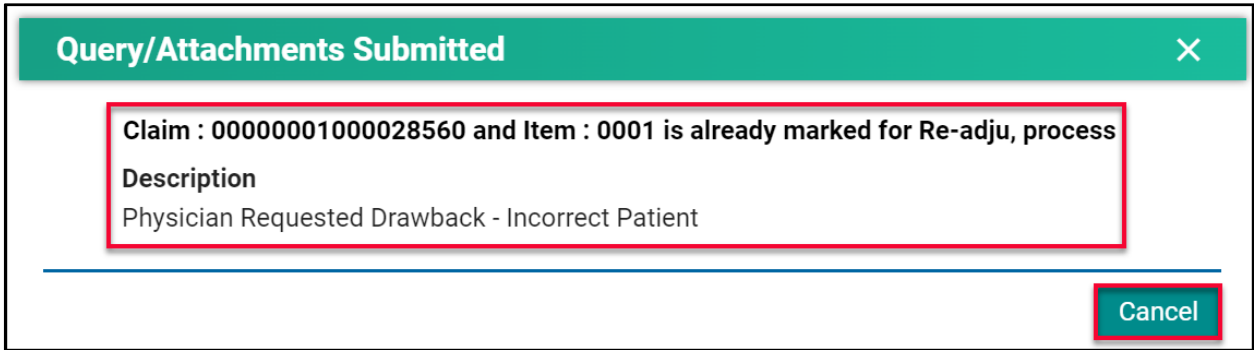 Query/Attachments Submitted
Claim : 00000001000028560 and Item : 0001 is already marked for Re-adju, process
Description
Physician Requested Drawback - Incorrect Patient
Cancel